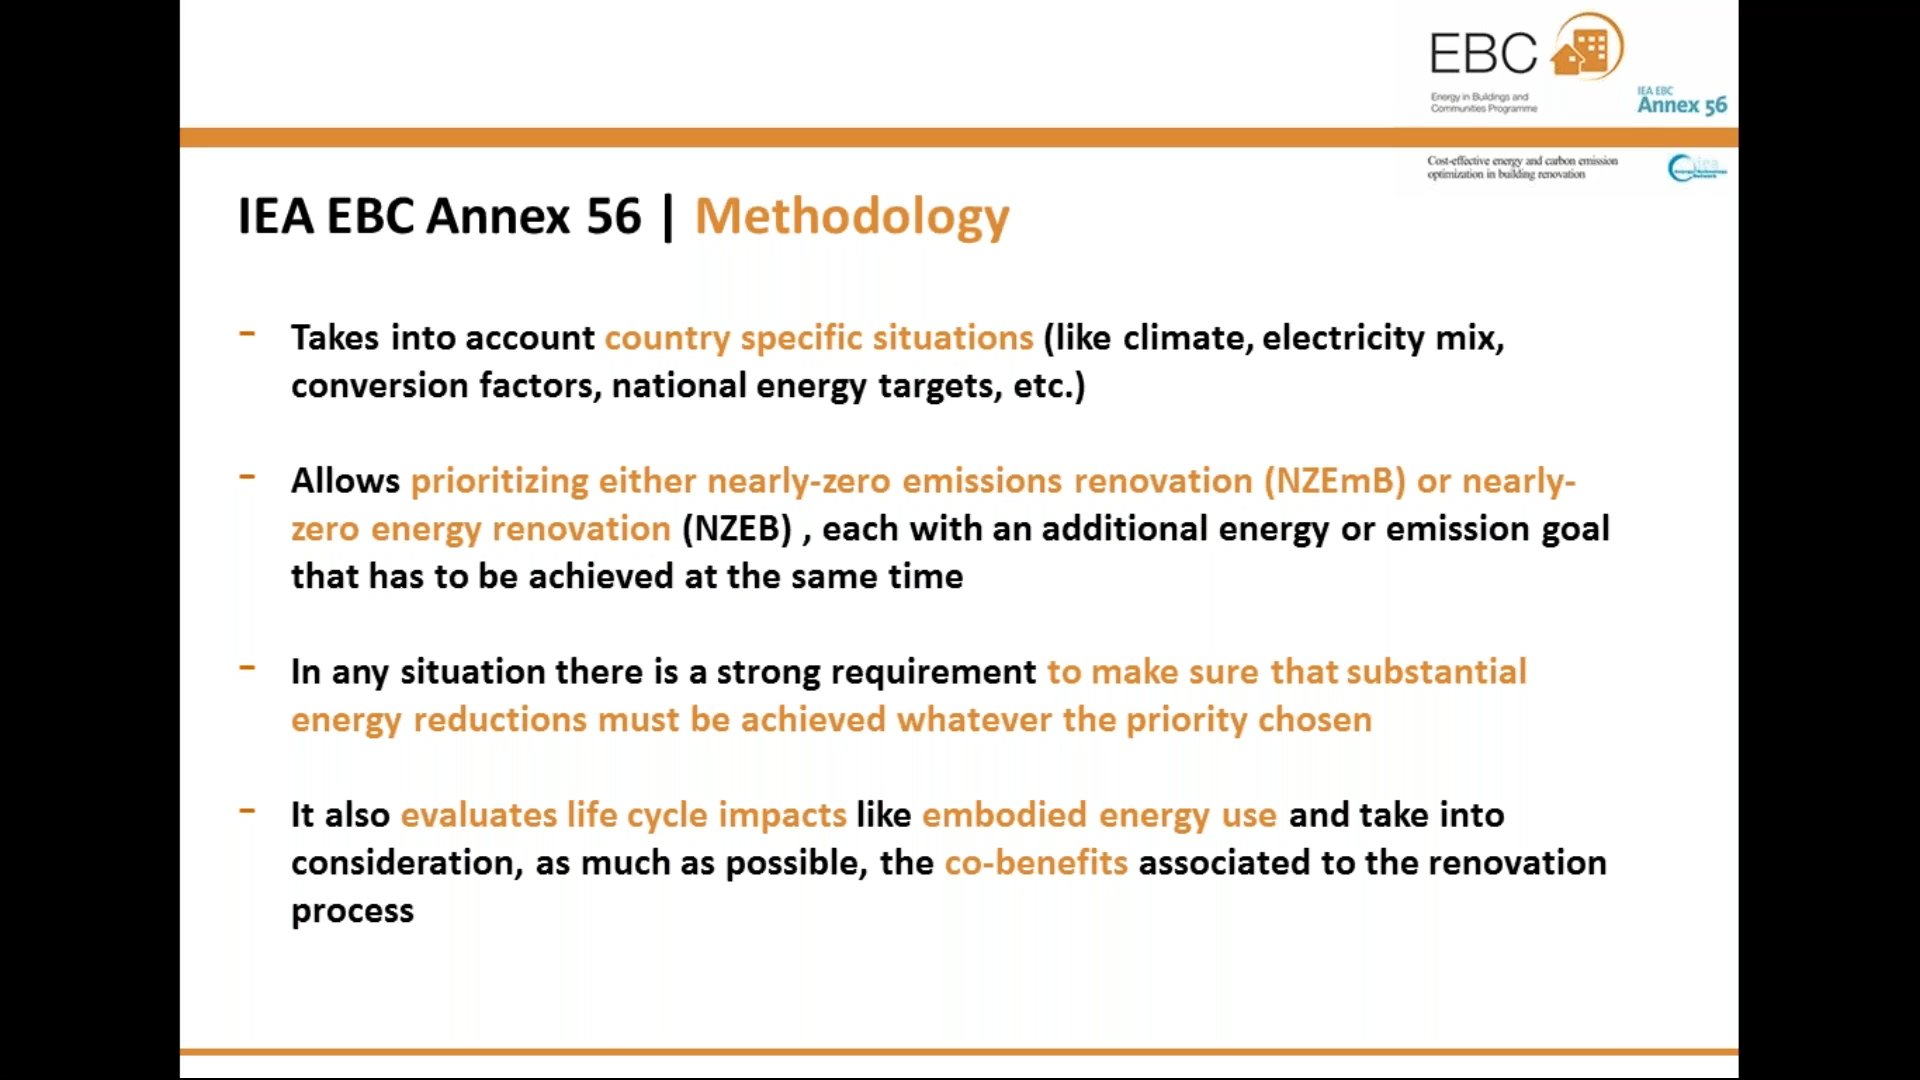 EBC
Energy in Buildings and
Communities Programme
IEA EBC
Annex 56
Cost-effective energy and carbon emission
optimization in building renovation
iea
Energy Technology
Network
IEA EBC Annex 56 | Methodology
- Takes into account country specific situations (like climate, electricity mix,
conversion factors, national energy targets, etc.)
- Allows prioritizing either nearly-zero emissions renovation (NZEmB) or nearly-
zero energy renovation (NZEB) , each with an additional energy or emission goal
that has to be achieved at the same time
- In any situation there is a strong requirement to make sure that substantial
energy reductions must be achieved whatever the priority chosen
- It also evaluates life cycle impacts like embodied energy use and take into
consideration, as much as possible, the co-benefits associated to the renovation
process